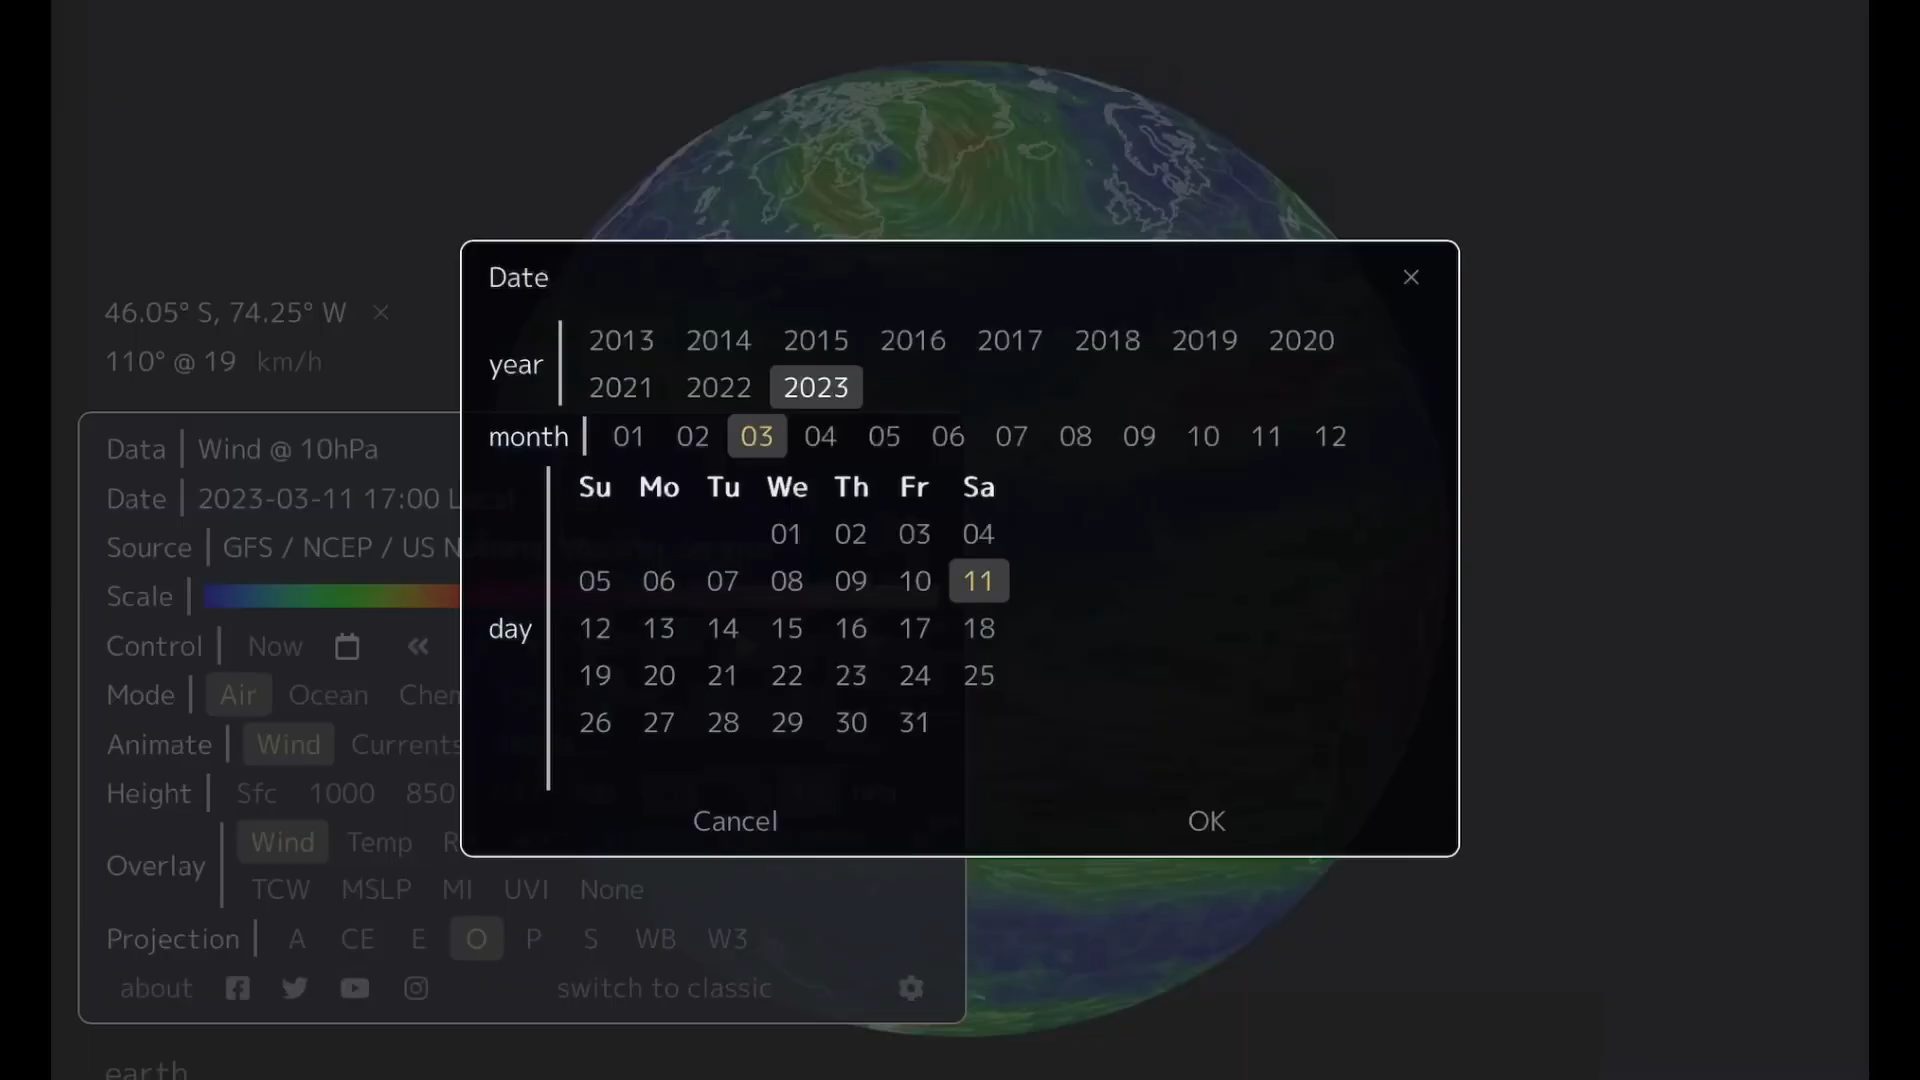 Date ×
year
2013 2014 2015 2016 2017 2018 2019 2020
2021 2022 2023
month 01 02 03 04 05 06 07 08 09 10 11 12
day
Su Mo Tu We Th Fr Sa
01 02 03 04
05 06 07 08 09 10 11
12 13 14 15 16 17 18
19 20 21 22 23 24 25
26 27 28 29 30 31
Cancel OK
46.05° S, 74.25° W ×
110° @ 19 km/h
Data | Wind @ 10hPa
Date | 2023-03-11 17:00 Local
Source | GFS / NCEP / US
Scale
Control | Now «
Mode | Air Ocean Chem
Animate | Wind Currents
Height | Sfc 1000 850
Overlay | Wind Temp
TCW MSLP MI UVI None
Projection | A CE E O P S WB W3
about switch to classic
earth